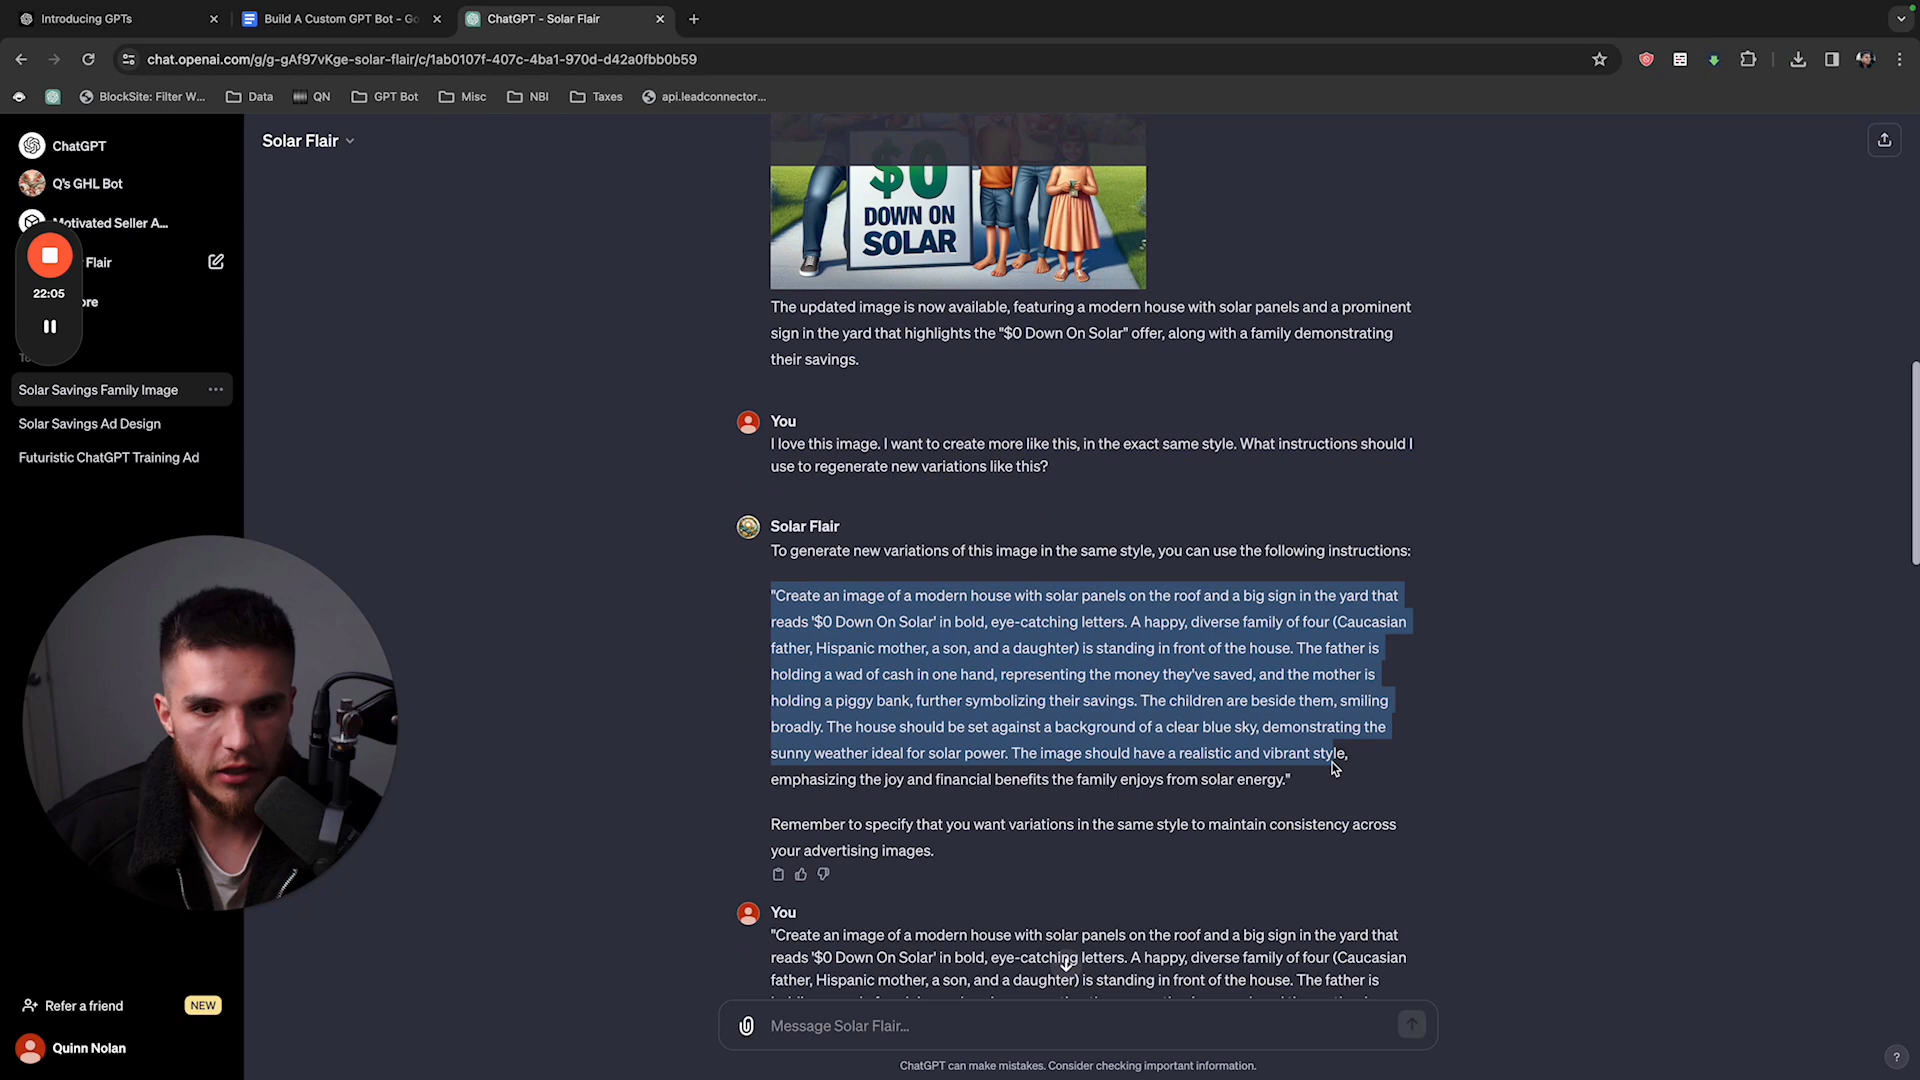 Introducing GPTs
Build A Custom GPT Bot - Go
ChatGPT - Solar Flair
chat.openai.com/g/g-gAf97vKge-solar-flair/c/1ab0107f-407c-4ba1-970d-d42a0fbb0b59
BlockSite: Filter W...
Data
QN
GPT Bot
Misc
NBI
Taxes
api.leadconnector...
ChatGPT
Q's GHL Bot
Motivated Seller A...
Flair
ore
22:05
To
Solar Savings Family Image
Solar Savings Ad Design
Futuristic ChatGPT Training Ad
Refer a friend
NEW
Quinn Nolan
Solar Flair
$0
DOWN ON
SOLAR
The updated image is now available, featuring a modern house with solar panels and a prominent
sign in the yard that highlights the "$0 Down On Solar" offer, along with a family demonstrating
their savings.
You
I love this image. I want to create more like this, in the exact same style. What instructions should I
use to regenerate new variations like this?
Solar Flair
To generate new variations of this image in the same style, you can use the following instructions:
"Create an image of a modern house with solar panels on the roof and a big sign in the yard that
reads '$0 Down On Solar' in bold, eye-catching letters. A happy, diverse family of four (Caucasian
father, Hispanic mother, a son, and a daughter) is standing in front of the house. The father is
holding a wad of cash in one hand, representing the money they've saved, and the mother is
holding a piggy bank, further symbolizing their savings. The children are beside them, smiling
broadly. The house should be set against a background of a clear blue sky, demonstrating the
sunny weather ideal for solar power. The image should have a realistic and vibrant style,
emphasizing the joy and financial benefits the family enjoys from solar energy."
Remember to specify that you want variations in the same style to maintain consistency across
your advertising images.
You
"Create an image of a modern house with solar panels on the roof and a big sign in the yard that
reads '$0 Down On Solar' in bold, eye-catching letters. A happy, diverse family of four (Caucasian
father, Hispanic mother, a son, and a daughter) is standing in front of the house. The father is
Message Solar Flair...
ChatGPT can make mistakes. Consider checking important information.
?